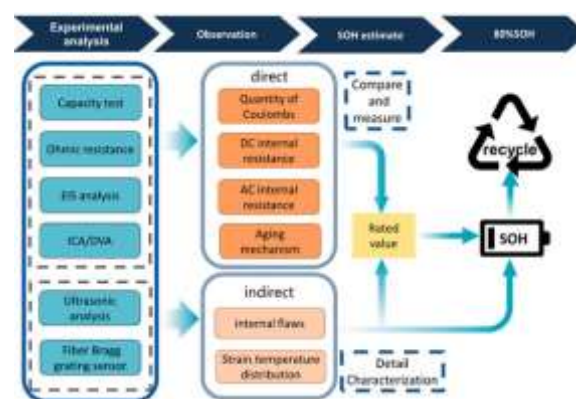 Experimental
analysis
Observation
SOH estimate
80%SOH
Capacity test
Ohmic resistance
EIS analysis
ICA/DVA
Ultrasonic
analysis
Fiber Bragg
grating sensor
direct
Quantity of
Coulombs
DC internal
resistance
AC internal
resistance
Aging
mechanism
indirect
Internal flaws
Strain temperature
distribution
Compare
and
measure
Rated
value
Detail
Characterization
recycle
SOH